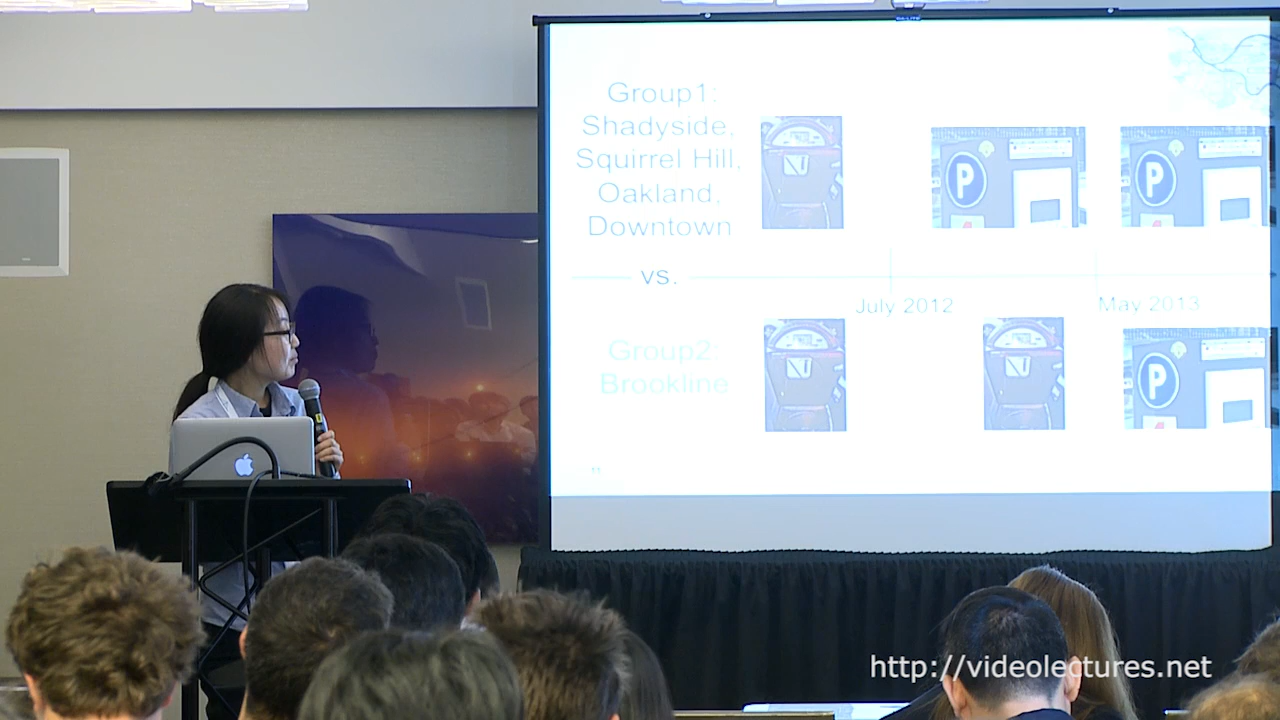 Group1:
Shadyside,
Squirrel Hill,
Oakland,
Downtown
P
P
vs.
July 2012
May 2013
Group2:
Brookline
P
http://videolectures.net